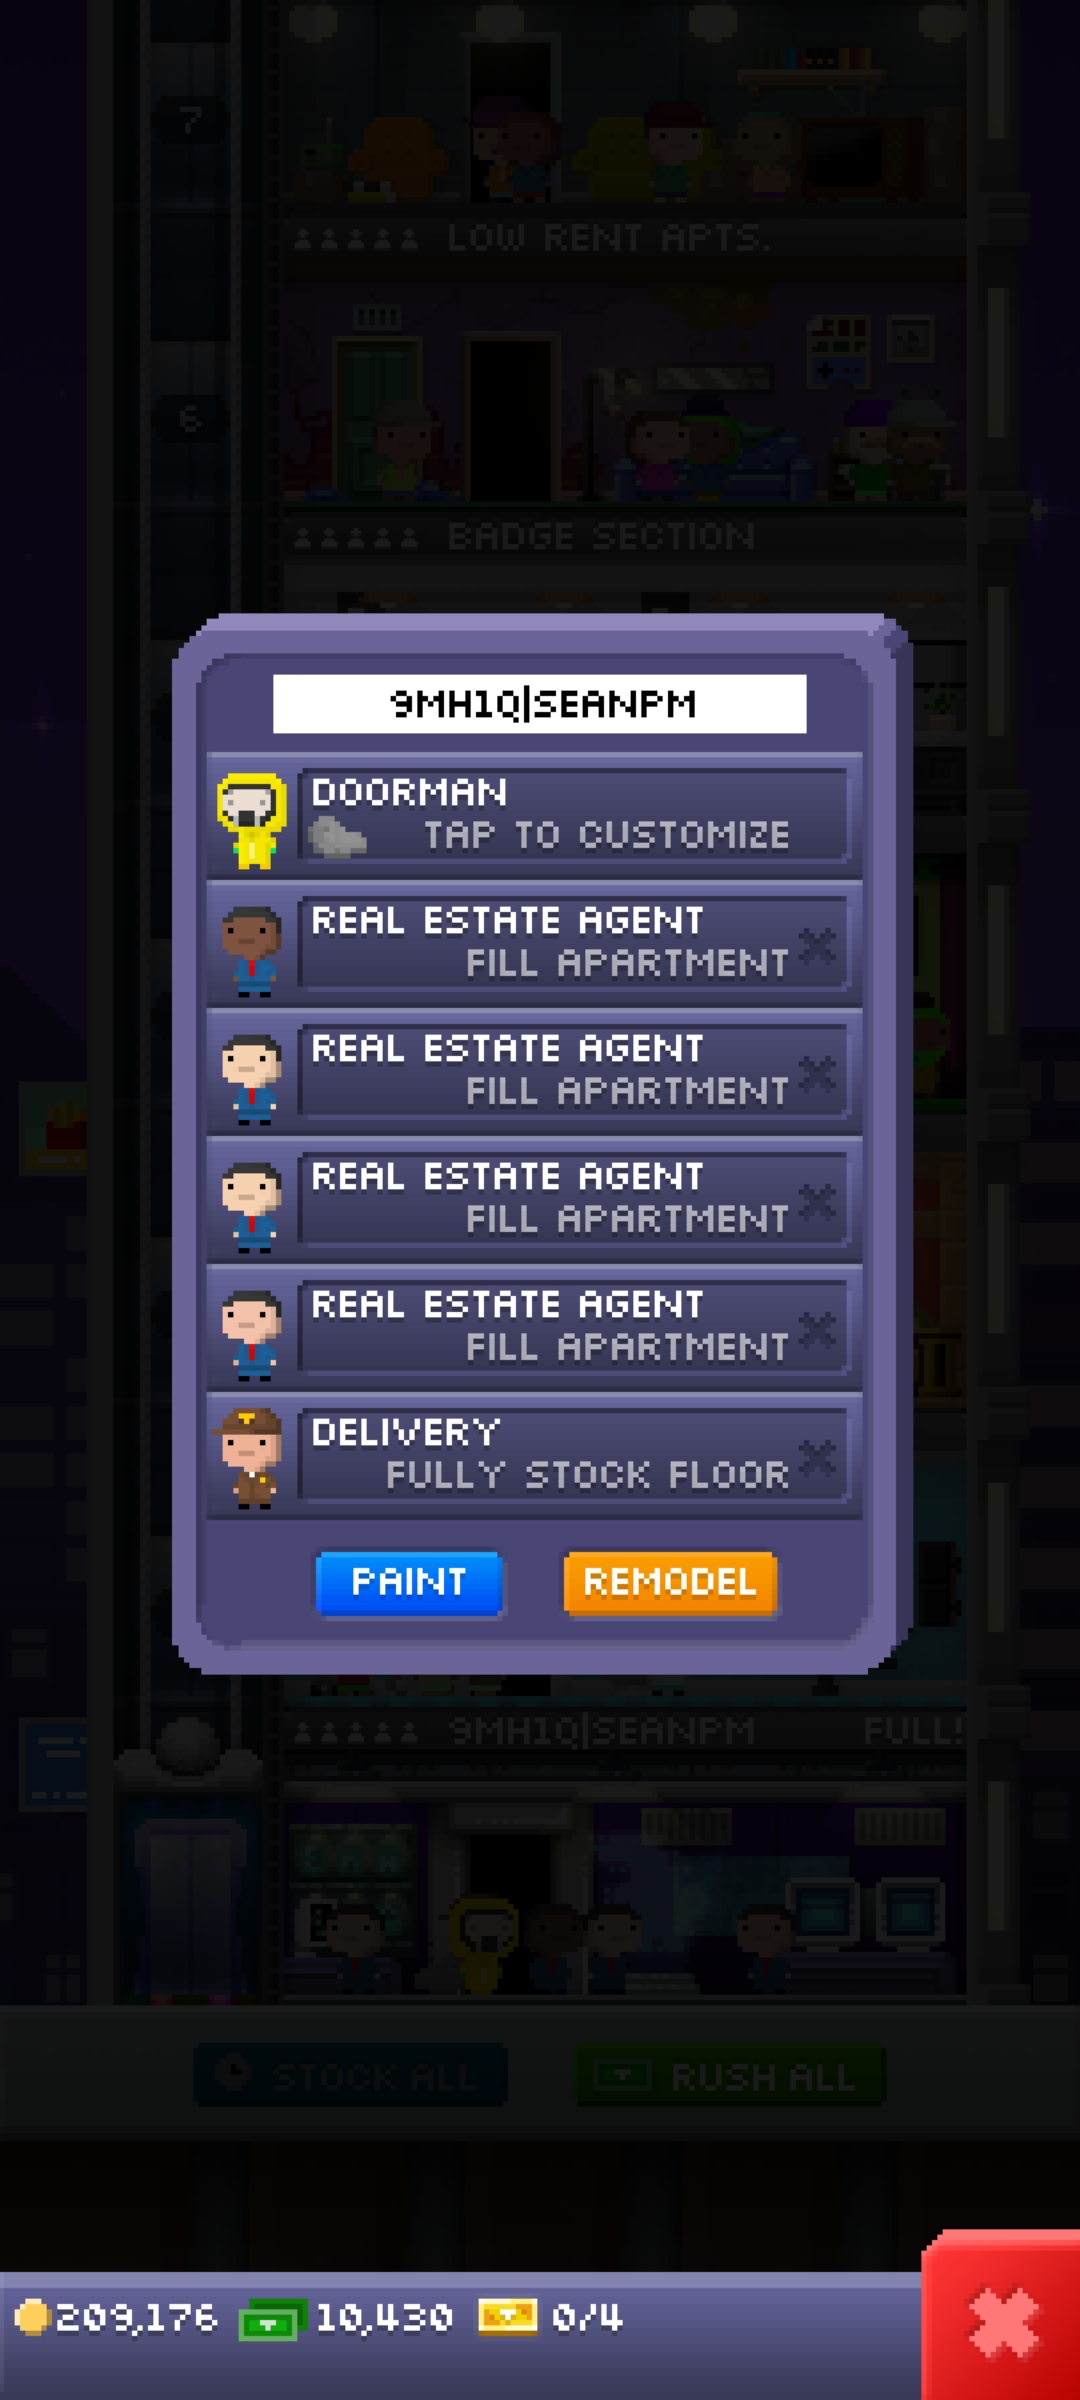 7
LOW RENT APTS.
6
BADGE SECTION
9MH1Q|SEANPM
DOORMAN
TAP TO CUSTOMIZE
REAL ESTATE AGENT
FILL APARTMENT
REAL ESTATE AGENT
FILL APARTMENT
REAL ESTATE AGENT
FILL APARTMENT
REAL ESTATE AGENT
FILL APARTMENT
DELIVERY
FULLY STOCK FLOOR
PAINT REMODEL
9MH1Q|SEANPM FULL!
STOCK ALL RUSH ALL
209,176 10,430 0/4